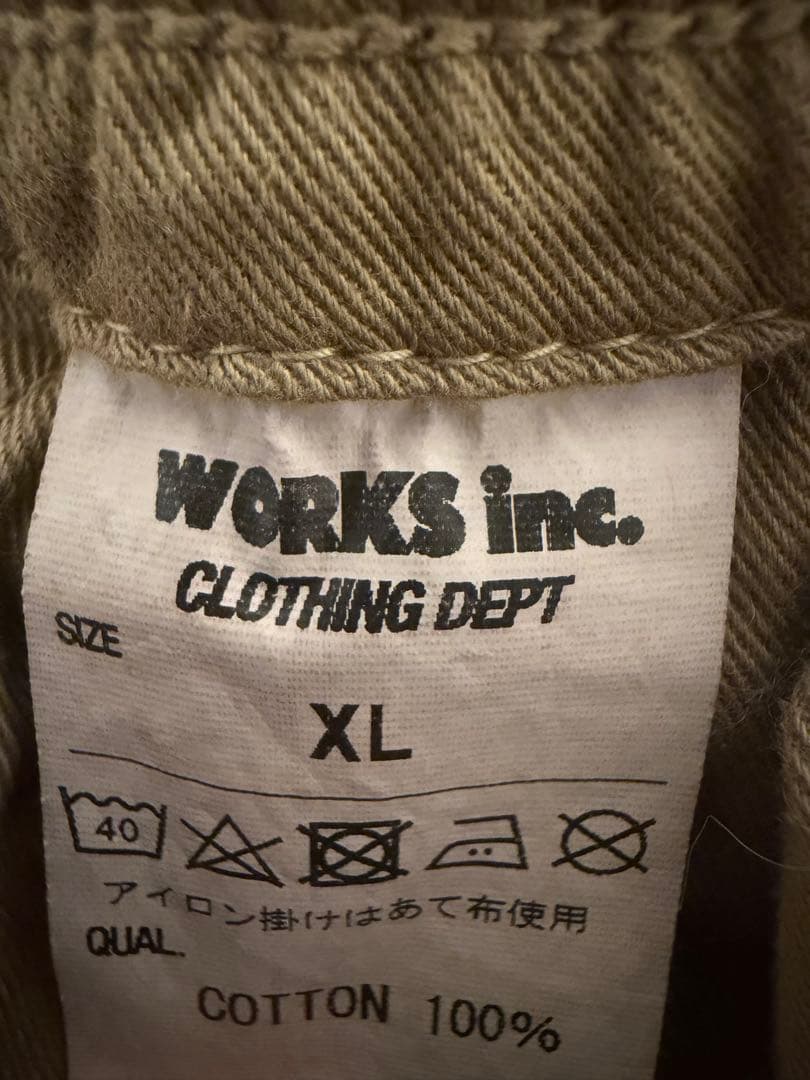 WORKS inc.
CLOTHING DEPT
SIZE
XL
40
アイロン掛けはあて布使用
QUAL.
COTTON 100%